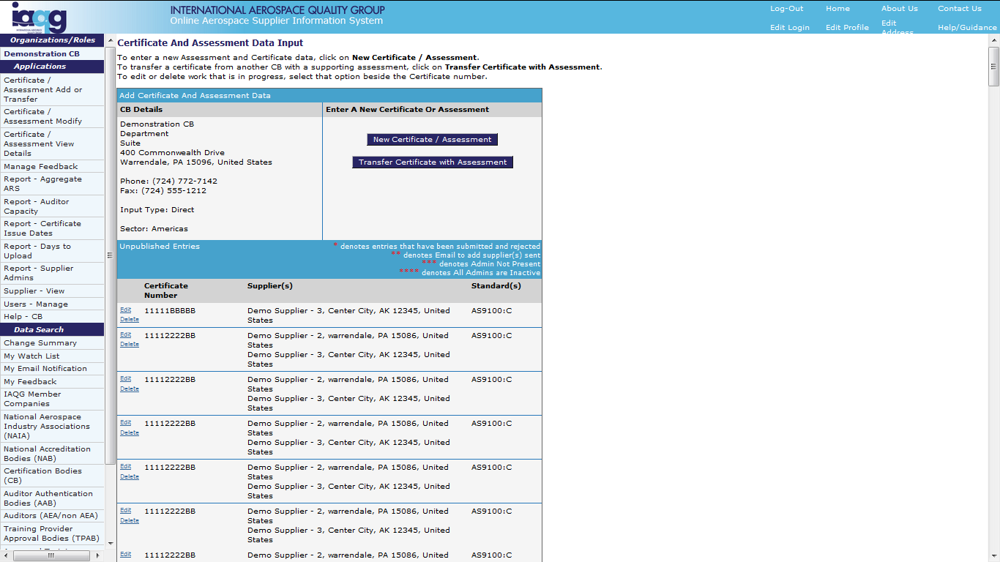 iaqg
INTERNATIONAL AEROSPACE QUALITY GROUP
Online Aerospace Supplier Information System
Log-Out
Home
About Us
Contact Us
Edit Login
Edit Profile
Edit
Address
Help/Guidance
Organizations/Roles
Demonstration CB
Applications
Certificate /
Assessment Add or
Transfer
Certificate /
Assessment Modify
Certificate /
Assessment View
Details
Manage Feedback
Report - Aggregate
ARS
Report - Auditor
Capacity
Report - Certificate
Issue Dates
Report - Days to
Upload
Report - Supplier
Admins
Supplier - View
Users - Manage
Help - CB
Data Search
Change Summary
My Watch List
My Email Notification
My Feedback
IAQG Member
Companies
National Aerospace
Industry Associations
(NAIA)
National Accreditation
Bodies (NAB)
Certification Bodies
(CB)
Auditor Authentication
Bodies (AAB)
Auditors (AEA/non AEA)
Training Provider
Approval Bodies (TPAB)
Certificate And Assessment Data Input
To enter a new Assessment and Certificate data, click on New Certificate / Assessment.
To transfer a certificate from another CB with a supporting assessment, click on Transfer Certificate with Assessment.
To edit or delete work that is in progress, select that option beside the Certificate number.
Add Certificate And Assessment Data
CB Details
Enter A New Certificate Or Assessment
Demonstration CB
Department
Suite
400 Commonwealth Drive
Warrendale, PA 15096, United States
Phone: (724) 772-7142
Fax: (724) 555-1212
Input Type: Direct
Sector: Americas
New Certificate / Assessment
Transfer Certificate with Assessment
Unpublished Entries
* denotes entries that have been submitted and rejected
** denotes Email to add supplier(s) sent
*** denotes Admin Not Present
**** denotes All Admins are Inactive
Certificate
Number
Supplier(s)
Standard(s)
Edit
Delete
11111BBBBB
Demo Supplier - 3, Center City, AK 12345, United
States
AS9100:C
Edit
Delete
11112222BB
Demo Supplier - 2, warrendale, PA 15086, United
States
Demo Supplier - 3, Center City, AK 12345, United
States
AS9100:C
Edit
Delete
11112222BB
Demo Supplier - 2, warrendale, PA 15086, United
States
Demo Supplier - 3, Center City, AK 12345, United
States
AS9100:C
Edit
Delete
11112222BB
Demo Supplier - 2, warrendale, PA 15086, United
States
Demo Supplier - 3, Center City, AK 12345, United
States
AS9100:C
Edit
Delete
11112222BB
Demo Supplier - 2, warrendale, PA 15086, United
States
Demo Supplier - 3, Center City, AK 12345, United
States
AS9100:C
Edit
Delete
11112222BB
Demo Supplier - 2, warrendale, PA 15086, United
States
Demo Supplier - 3, Center City, AK 12345, United
States
AS9100:C
Edit
11112222BB
Demo Supplier - 2, warrendale, PA 15086, United
AS9100:C